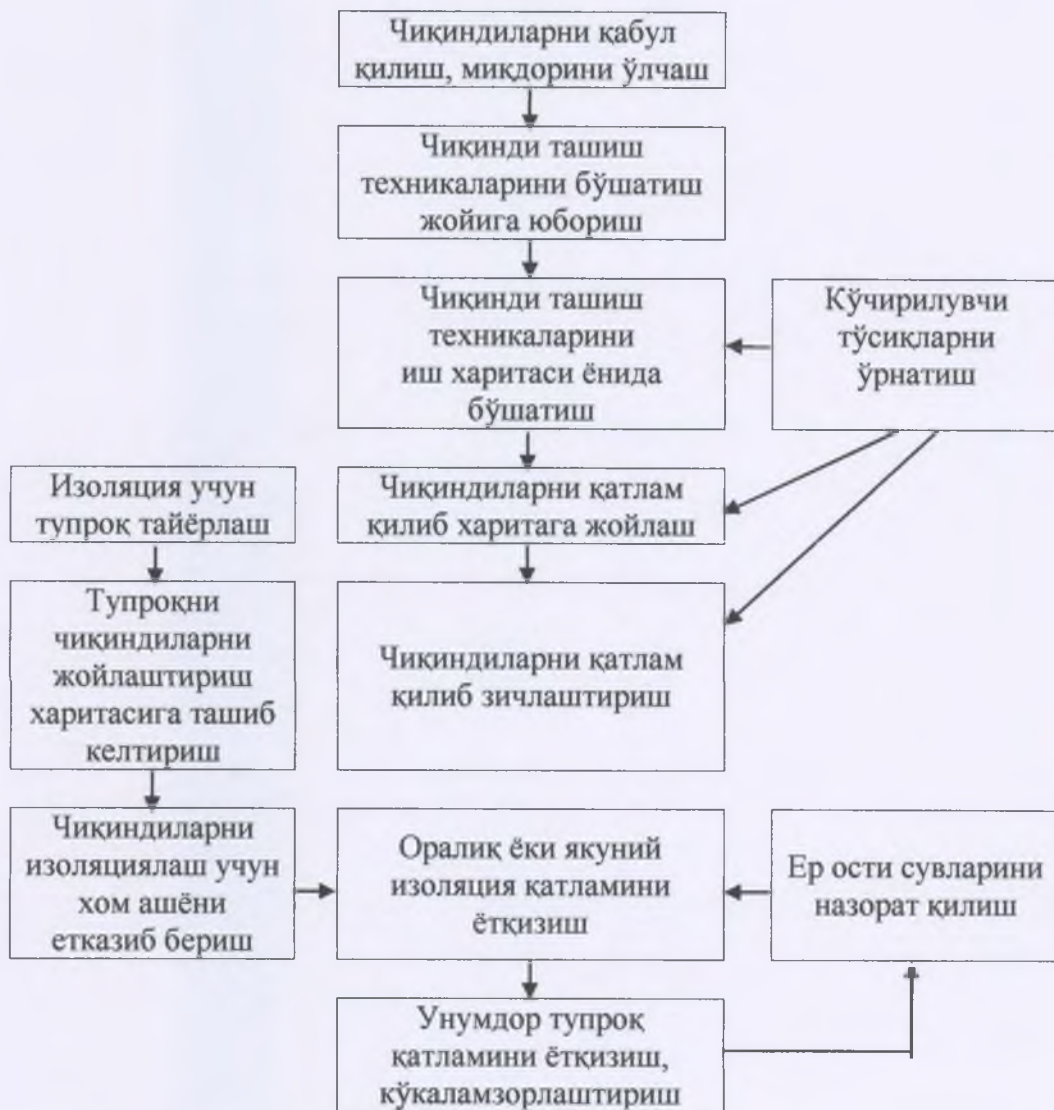 Чиқиндиларни қабул
қилиш, миқдорини ўлчаш
Чиқинди ташиш
техникаларини бўшатиш
жойига юбориш
Чиқинди ташиш
техникаларини
иш харитаси ёнида
бўшатиш
Кўчирилувчи
тўсиқларни
ўрнатиш
Изоляция учун
тупроқ тайёрлаш
Чиқиндиларни қатлам
қилиб харитага жойлаш
Тупроқни
чиқиндиларни
жойлаштириш
харитасига ташиб
келтириш
Чиқиндиларни қатлам
қилиб зичлаштириш
Чиқиндиларни
изоляциялаш учун
хом ашёни
етказиб бериш
Оралиқ ёки якуний
изоляция қатламини
ётқизиш
Ер ости сувларини
назорат қилиш
Унумдор тупроқ
қатламини ётқизиш,
кўкаламзорлаштириш